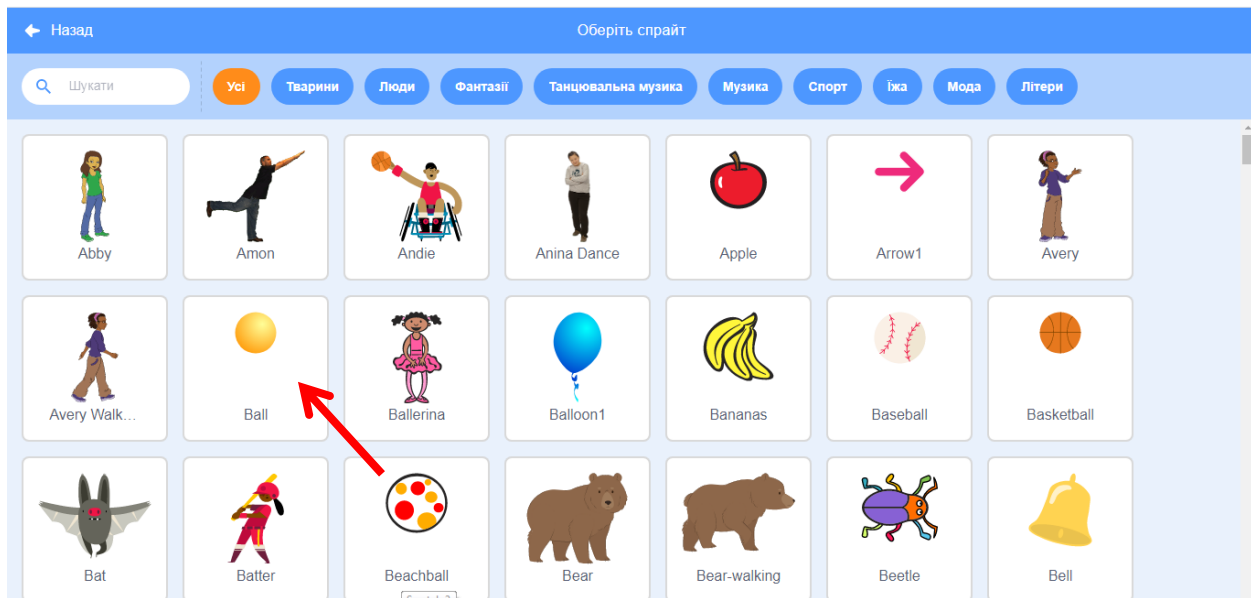 Назад
Оберіть спрайт
Шукати
Усі
Тварини
Люди
Фантазії
Танцювальна музика
Музика
Спорт
Їжа
Мода
Літери
Abby
Amon
Andie
Anina Dance
Apple
Arrow1
Avery
Avery Walk...
Ball
Ballerina
Balloon1
Bananas
Baseball
Basketball
Bat
Batter
Beachball
Bear
Bear-walking
Beetle
Bell